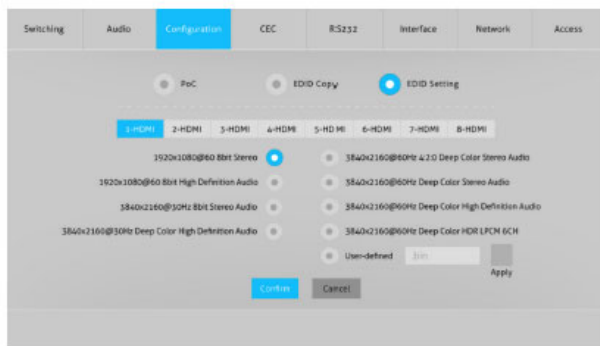 Switching Audio Configuration CEC RS232 Interface Network Access
PoC EDID Copy EDID Setting
1-HDMI 2-HDMI 3-HDMI 4-HDMI 5-HD MI 6-HDMI 7-HDMI 8-HDMI
1920x1080@60 8bit Stereo 3840x2160@60Hz 4:2:0 Deep Color Stereo Audio
1920x1080@60 8bit High Definition Audio 3840x2160@60Hz Deep Color Stereo Audio
3840x2160@30Hz 8bit Stereo Audio 3840x2160@60Hz Deep Color High Definition Audio
3840x2160@30Hz Deep Color High Definition Audio 3840x2160@60Hz Deep Color HDR LPCM 6CH
User-defined .bin
Apply
Confirm Cancel